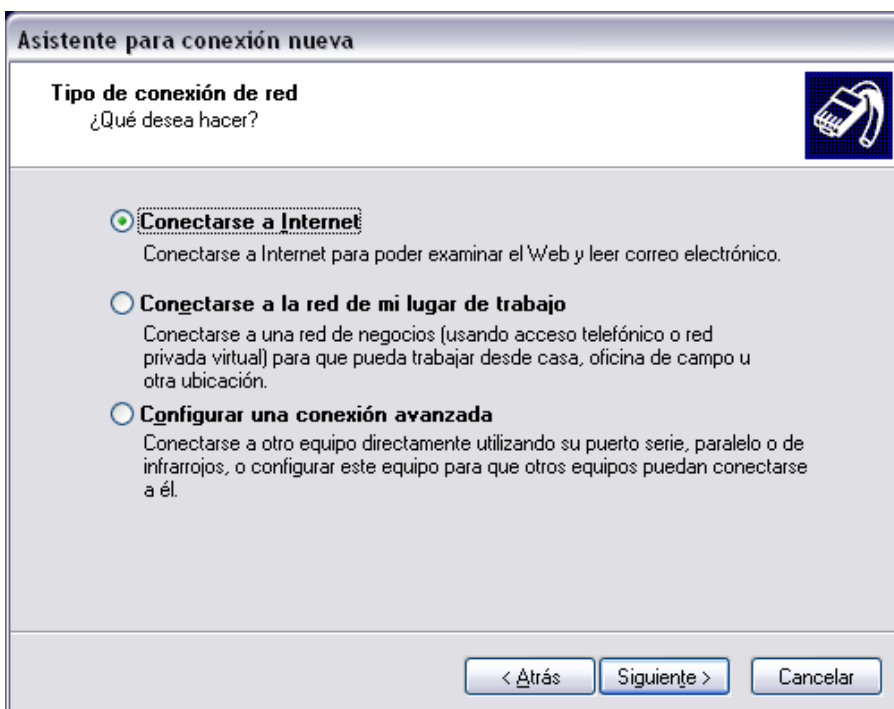 Asistente para conexión nueva
Tipo de conexión de red
¿Qué desea hacer?
Conectarse a Internet
Conectarse a Internet para poder examinar el Web y leer correo electrónico.
Conectarse a la red de mi lugar de trabajo
Conectarse a una red de negocios (usando acceso telefónico o red
privada virtual) para que pueda trabajar desde casa, oficina de campo u
otra ubicación.
Configurar una conexión avanzada
Conectarse a otro equipo directamente utilizando su puerto serie, paralelo o de
infrarrojos, o configurar este equipo para que otros equipos puedan conectarse
a él.
< Atrás Siguiente > Cancelar